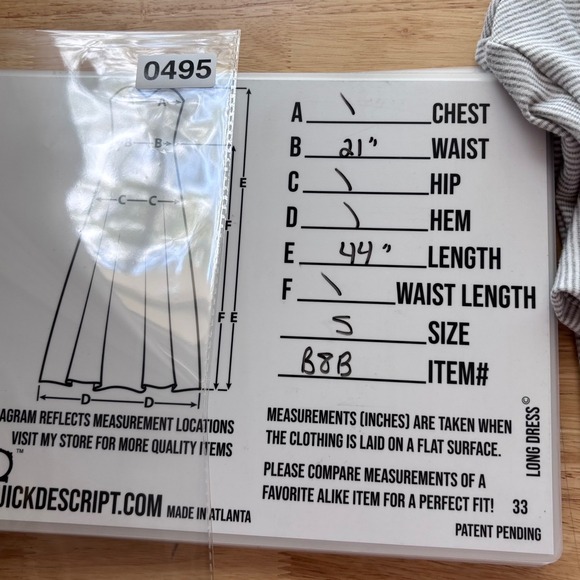 0495
A
B B
C C
E
F
F E
D D
A \ CHEST
B 21" WAIST
C \ HIP
D \ HEM
E 44" LENGTH
F \ WAIST LENGTH
S SIZE
B8B ITEM#
AGRAM REFLECTS MEASUREMENT LOCATIONS
VISIT MY STORE FOR MORE QUALITY ITEMS
TM
UICKDESCRIPT.COM MADE IN ATLANTA
MEASUREMENTS (INCHES) ARE TAKEN WHEN
THE CLOTHING IS LAID ON A FLAT SURFACE.
PLEASE COMPARE MEASUREMENTS OF A
FAVORITE ALIKE ITEM FOR A PERFECT FIT! 33
PATENT PENDING
LONG DRESS ©